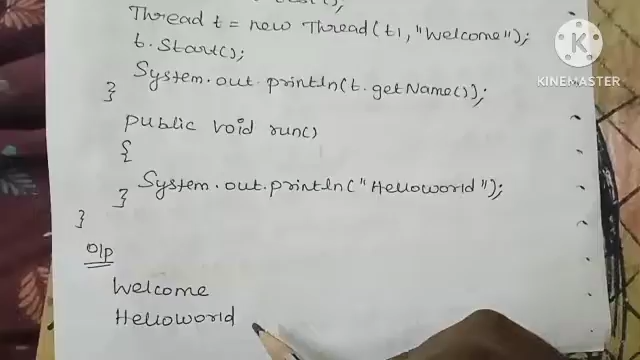 Thread t = new Thread(t1, "Welcome");
t.Start();
System.out.println(t.getName());
}
public void run()
{
System.out.println("Helloworld");
}
}
O/p
Welcome
Helloworld
KINEMASTER